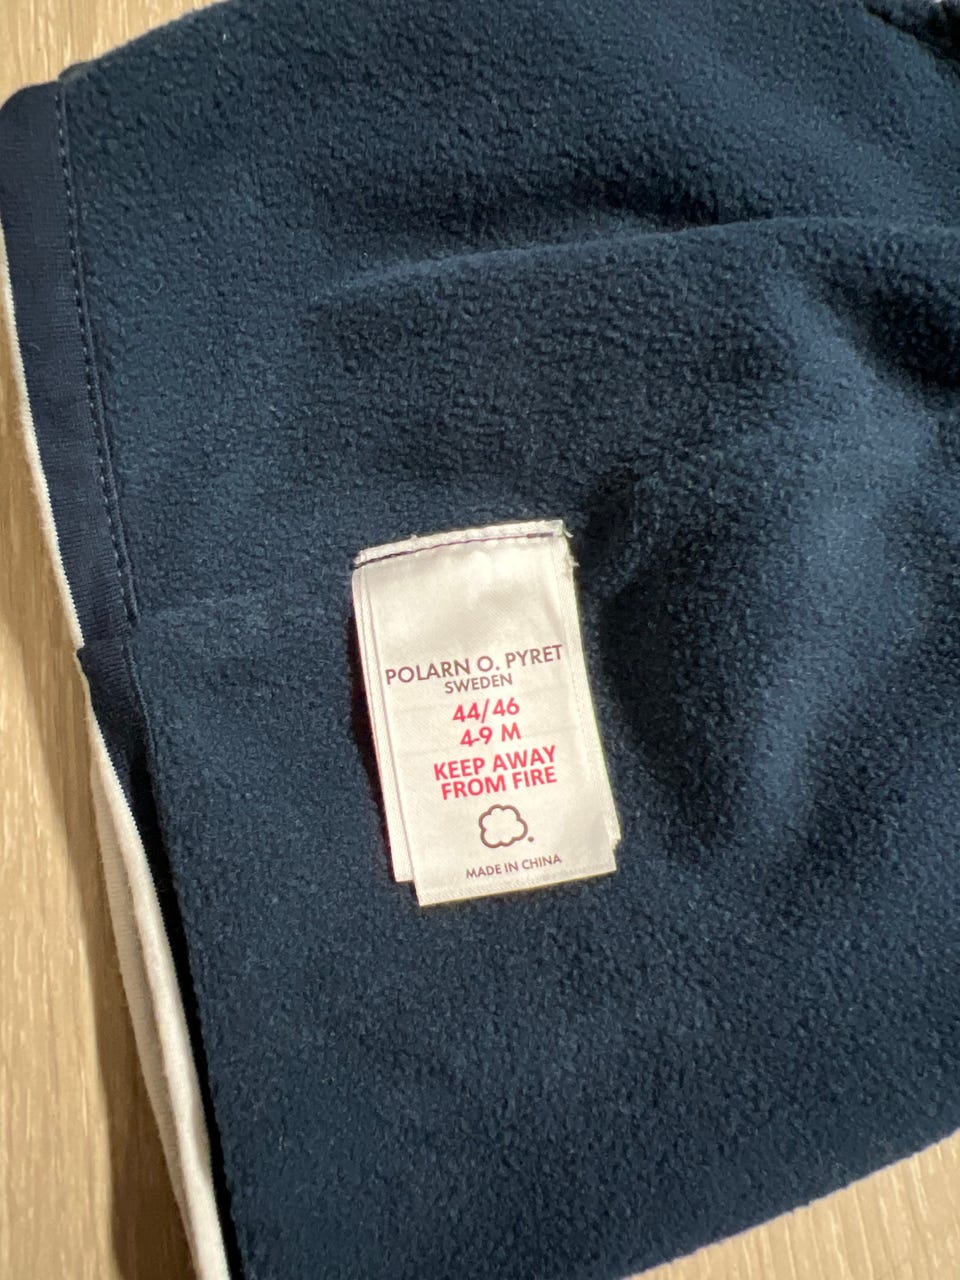 POLARN O. PYRET
SWEDEN
44/46
4-9 M
KEEP AWAY
FROM FIRE
MADE IN CHINA